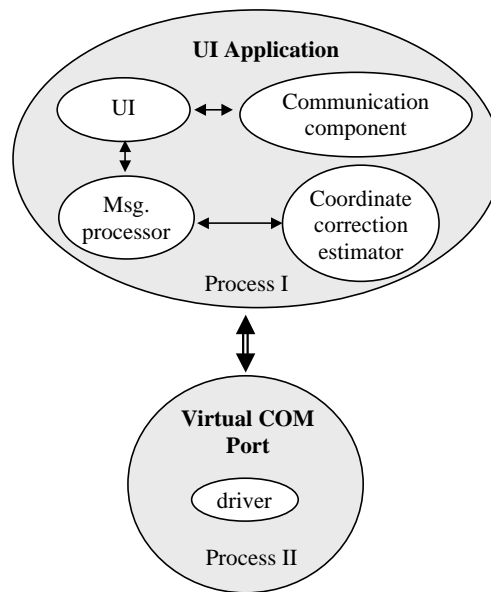 UI Application
UI
Communication
component
Msg.
processor
Coordinate
correction
estimator
Process I
Virtual COM
Port
driver
Process II